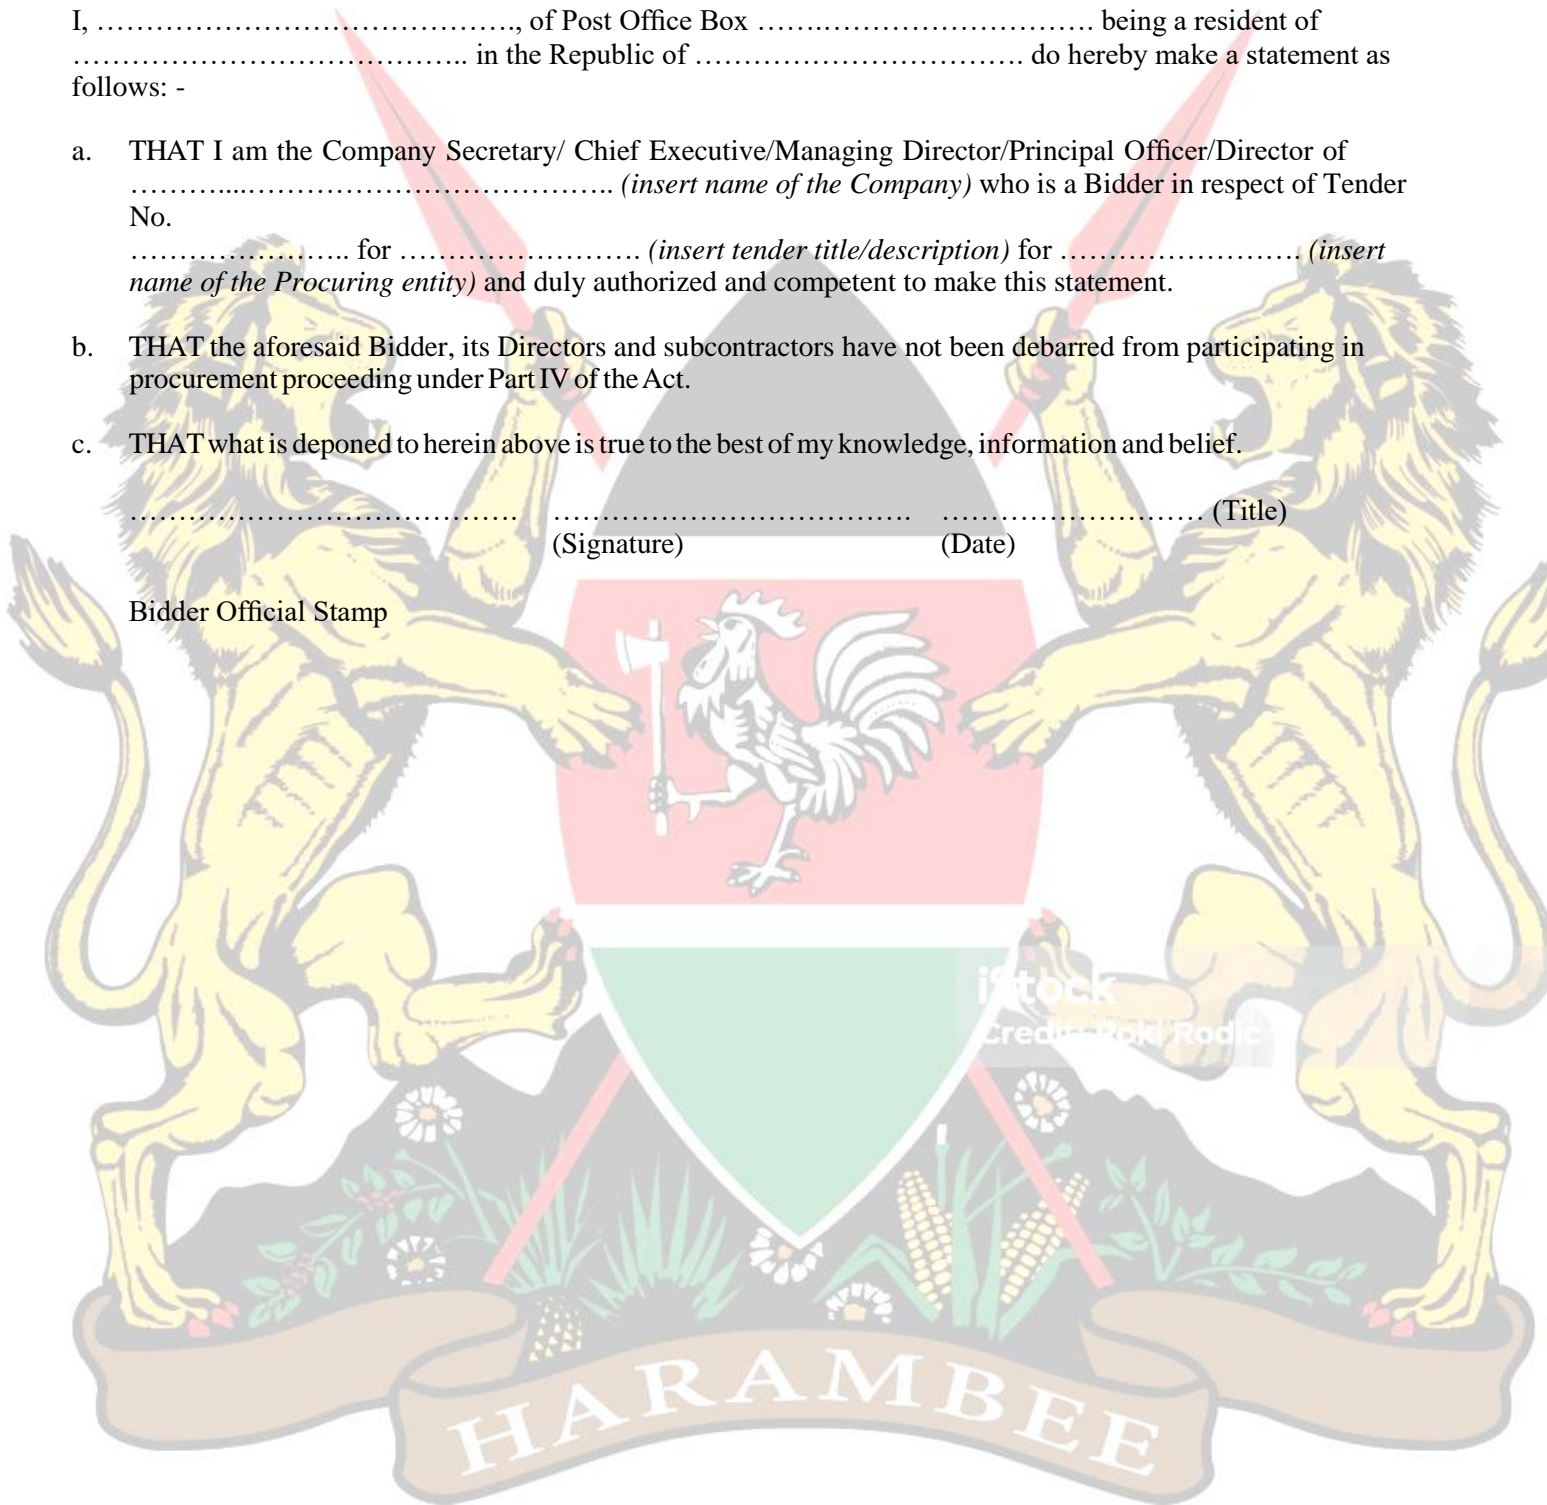 I, ……………………………………., of Post Office Box …….………………………. being a resident of
………………………………….. in the Republic of ……………………………. do hereby make a statement as
follows: -
a. THAT I am the Company Secretary/ Chief Executive/Managing Director/Principal Officer/Director of
………....……………………………….. (insert name of the Company) who is a Bidder in respect of Tender
No.
………………….. for ……………………. (insert tender title/description) for ……………………. (insert
name of the Procuring entity) and duly authorized and competent to make this statement.
b. THAT the aforesaid Bidder, its Directors and subcontractors have not been debarred from participating in
procurement proceeding under Part IV of the Act.
c. THAT what is deponed to herein above is true to the best of my knowledge, information and belief.
…………………………………. ………………………………. ……………………… (Title)
(Signature) (Date)
Bidder Official Stamp
iStock
Credit: Roki Rodic
HARAMBEE